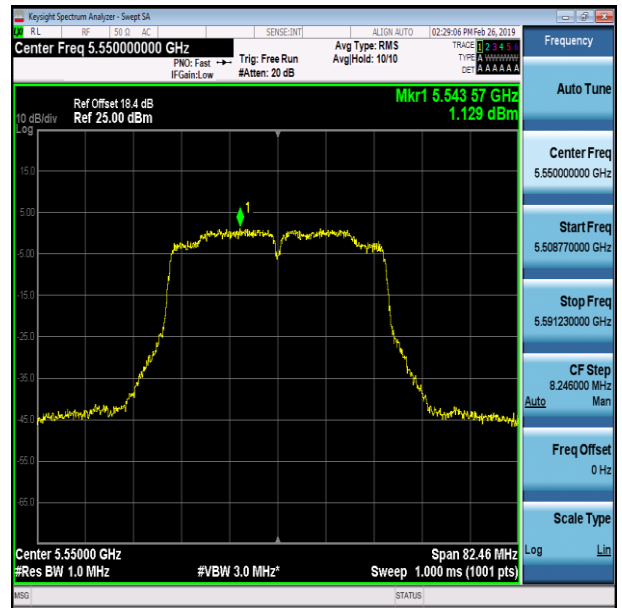 Keysight Spectrum Analyzer - Swept SA
RL RF 50 Ω AC SENSE:INT ALIGN AUTO 02:29:06 PM Feb 26, 2019
Center Freq 5.550000000 GHz
PNO: Fast
IFGain:Low
Trig: Free Run
#Atten: 20 dB
Avg Type: RMS
Avg|Hold: 10/10
TRACE 1 2 3 4 5 6
TYPE A WWWWW
DET A A A A A A
Frequency
Mkr1 5.543 57 GHz
1.129 dBm
Ref Offset 18.4 dB
10 dB/div Ref 25.00 dBm
Log
15.0
5.00
-5.00
-15.0
-25.0
-35.0
-45.0
-55.0
-65.0
1
Center 5.55000 GHz Span 82.46 MHz
#Res BW 1.0 MHz #VBW 3.0 MHz* Sweep 1.000 ms (1001 pts)
Auto Tune
Center Freq
5.550000000 GHz
Start Freq
5.508770000 GHz
Stop Freq
5.591230000 GHz
CF Step
8.246000 MHz
Auto Man
Freq Offset
0 Hz
Scale Type
Log Lin
MSG STATUS